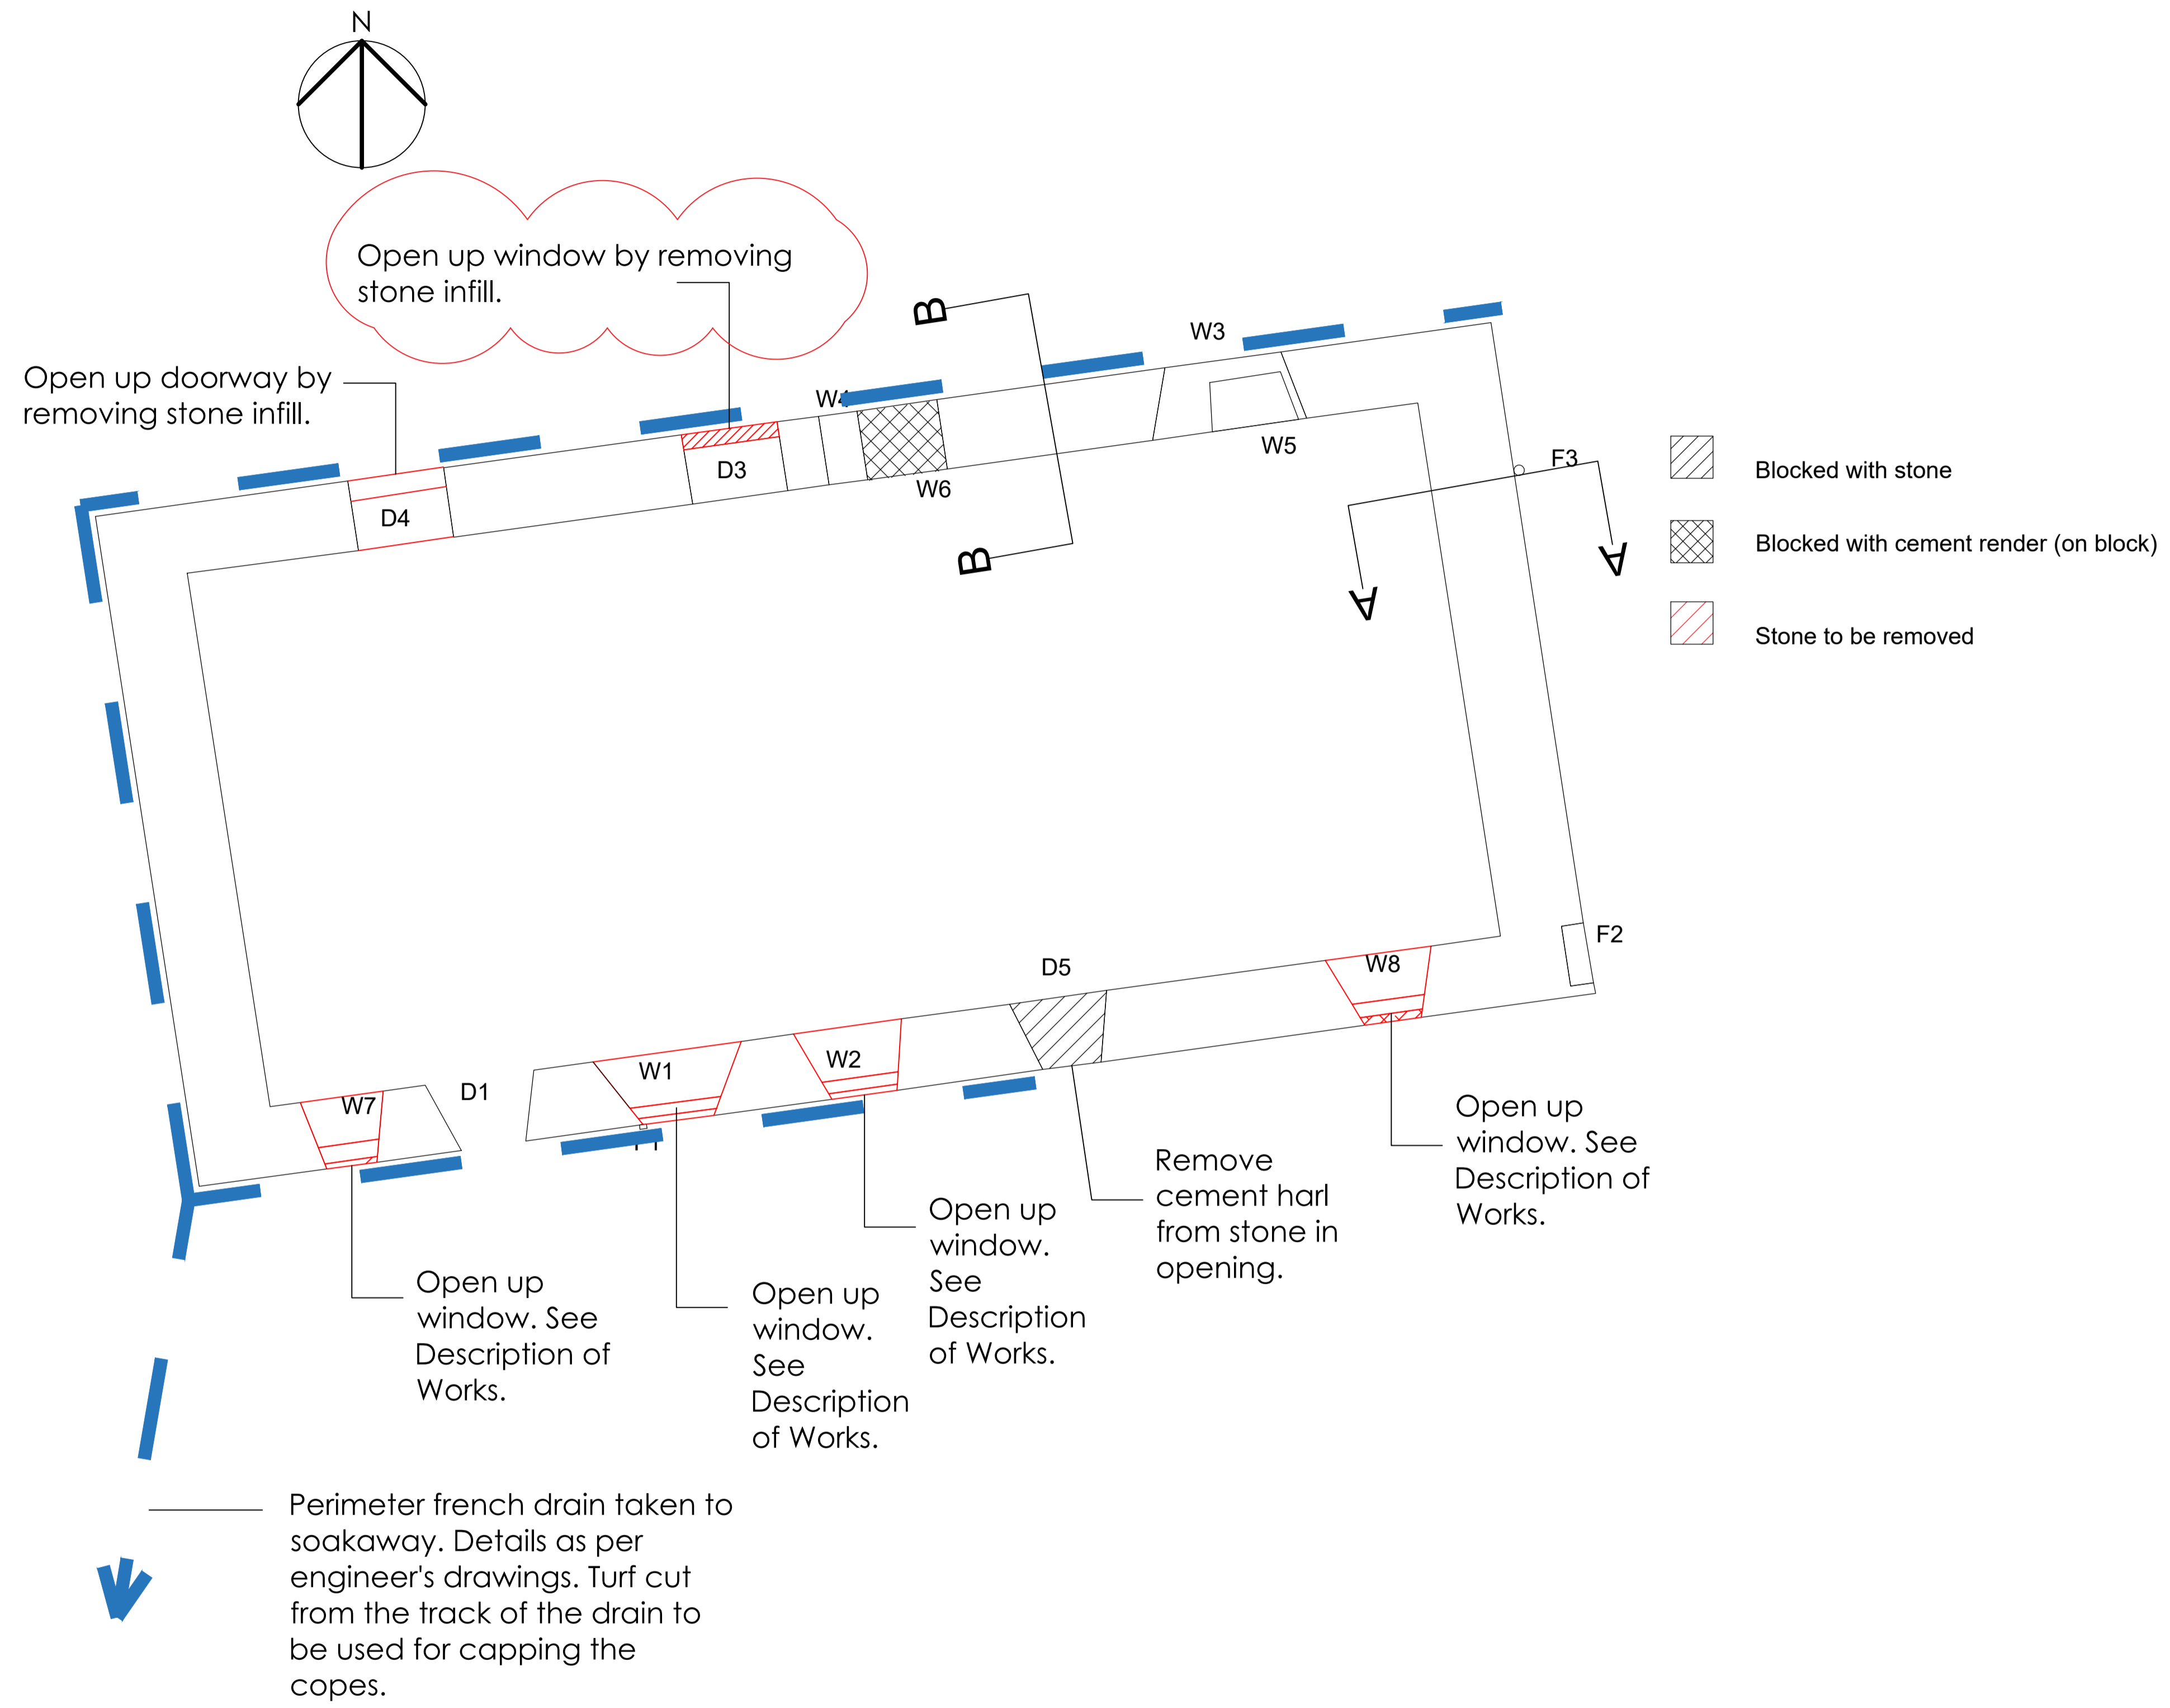 N
Open up window by removing
stone infill.
Open up doorway by
removing stone infill.
B
B
W3
W4
W5
W6
D3
D4
F3
A
A
Blocked with stone
Blocked with cement render (on block)
Stone to be removed
F2
D5
W8
W2
W1
D1
W7
Open up
window. See
Description of
Works.
Open up
window.
See
Description
of Works.
Open up
window.
See
Description
of Works.
Remove
cement harl
from stone in
opening.
Open up
window. See
Description of
Works.
Perimeter french drain taken to
soakaway. Details as per
engineer's drawings. Turf cut
from the track of the drain to
be used for capping the
copes.